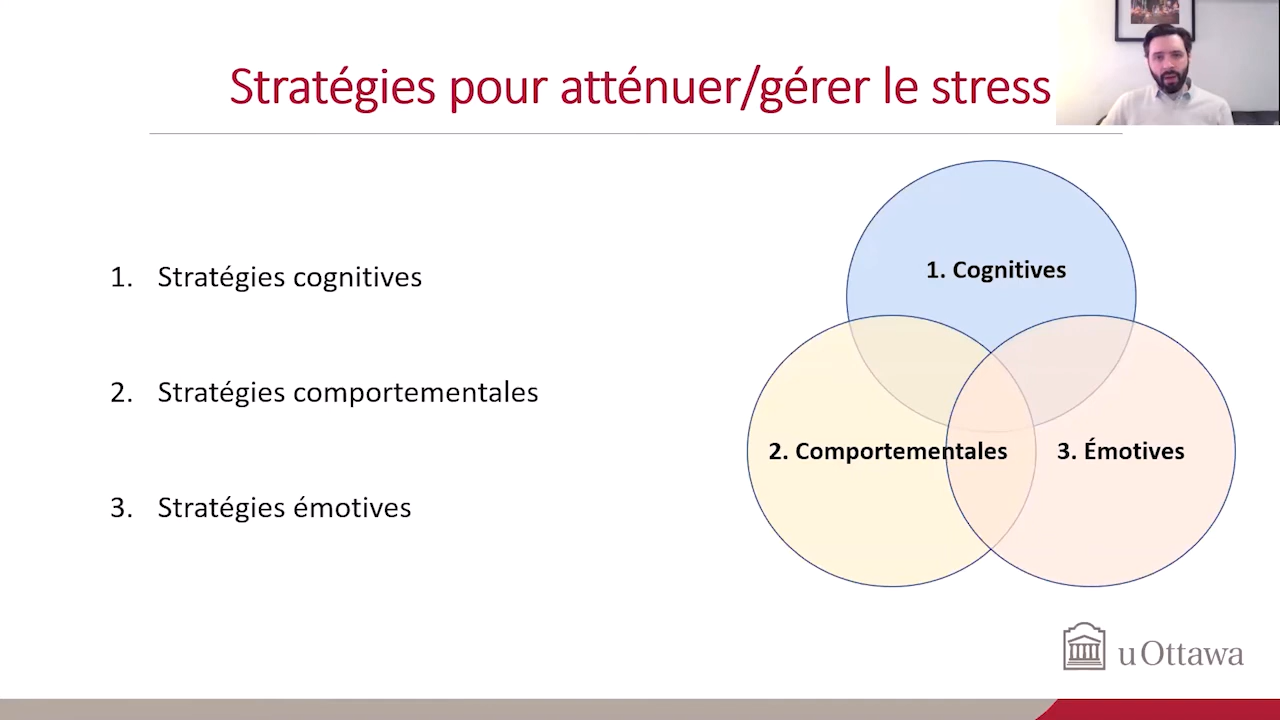 Stratégies pour atténuer/gérer le stress
1. Stratégies cognitives
2. Stratégies comportementales
3. Stratégies émotives
1. Cognitives
2. Comportementales
3. Émotives
uOttawa